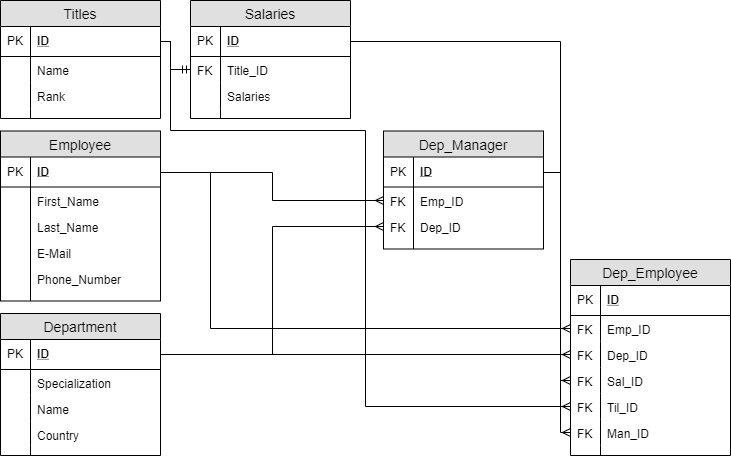 Titles
PK ID
Name
Rank
Salaries
PK ID
FK Title_ID
Salaries
Employee
PK ID
First_Name
Last_Name
E-Mail
Phone_Number
Dep_Manager
PK ID
FK Emp_ID
FK Dep_ID
Department
PK ID
Specialization
Name
Country
Dep_Employee
PK ID
FK Emp_ID
FK Dep_ID
FK Sal_ID
FK Til_ID
FK Man_ID